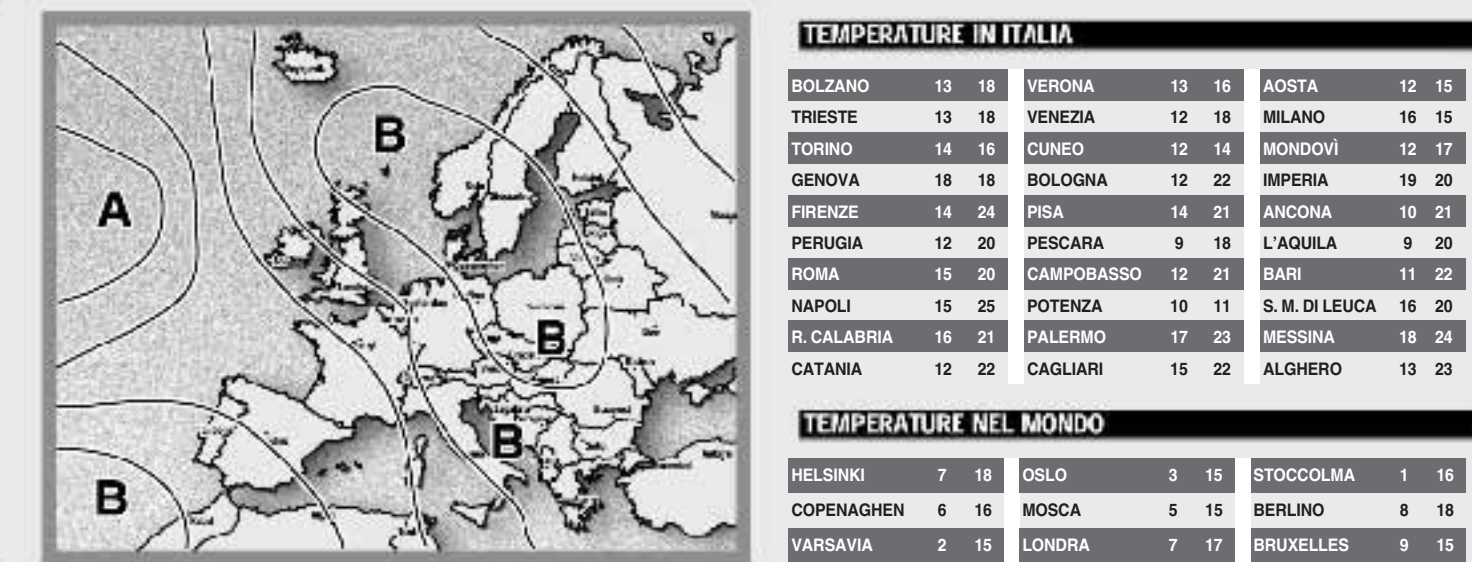 A
B
B
B
B
TEMPERATURE IN ITALIA
BOLZANO 13 18 VERONA 13 16 AOSTA 12 15
TRIESTE 13 18 VENEZIA 12 18 MILANO 16 15
TORINO 14 16 CUNEO 12 14 MONDOVÌ 12 17
GENOVA 18 18 BOLOGNA 12 22 IMPERIA 19 20
FIRENZE 14 24 PISA 14 21 ANCONA 10 21
PERUGIA 12 20 PESCARA 9 18 L'AQUILA 9 20
ROMA 15 20 CAMPOBASSO 12 21 BARI 11 22
NAPOLI 15 25 POTENZA 10 11 S. M. DI LEUCA 16 20
R. CALABRIA 16 21 PALERMO 17 23 MESSINA 18 24
CATANIA 12 22 CAGLIARI 15 22 ALGHERO 13 23
TEMPERATURE NEL MONDO
HELSINKI 7 18 OSLO 3 15 STOCCOLMA 1 16
COPENAGHEN 6 16 MOSCA 5 15 BERLINO 8 18
VARSAVIA 2 15 LONDRA 7 17 BRUXELLES 9 15